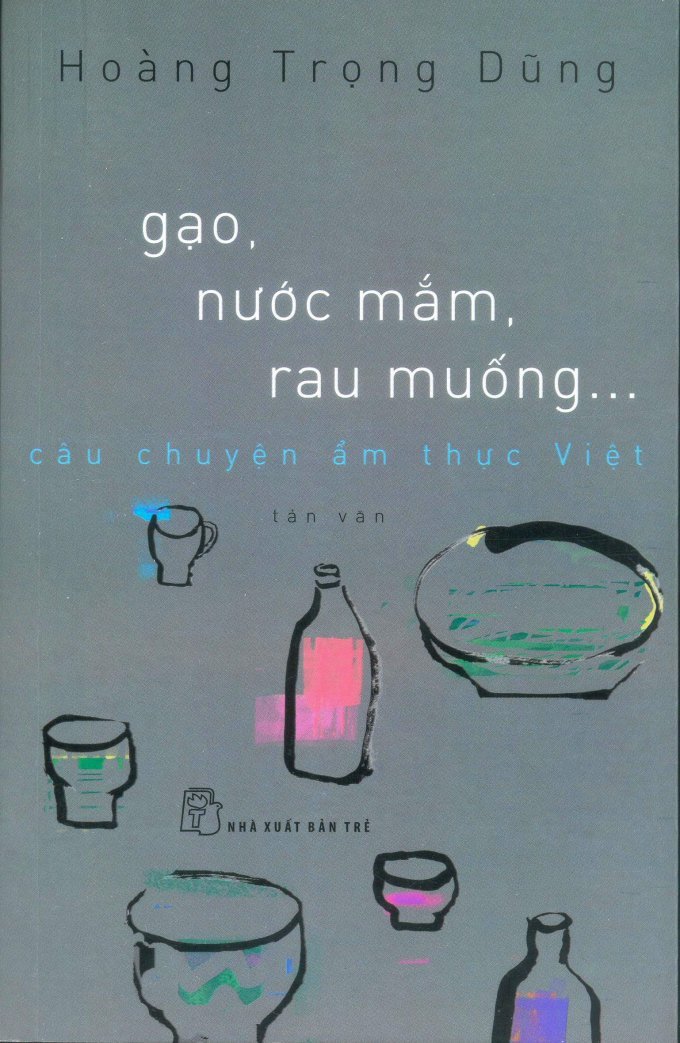 Hoàng Trọng Dũng
gạo,
nước mắm,
rau muống...
câu chuyện ẩm thực Việt
tản văn
NHÀ XUẤT BẢN TRẺ